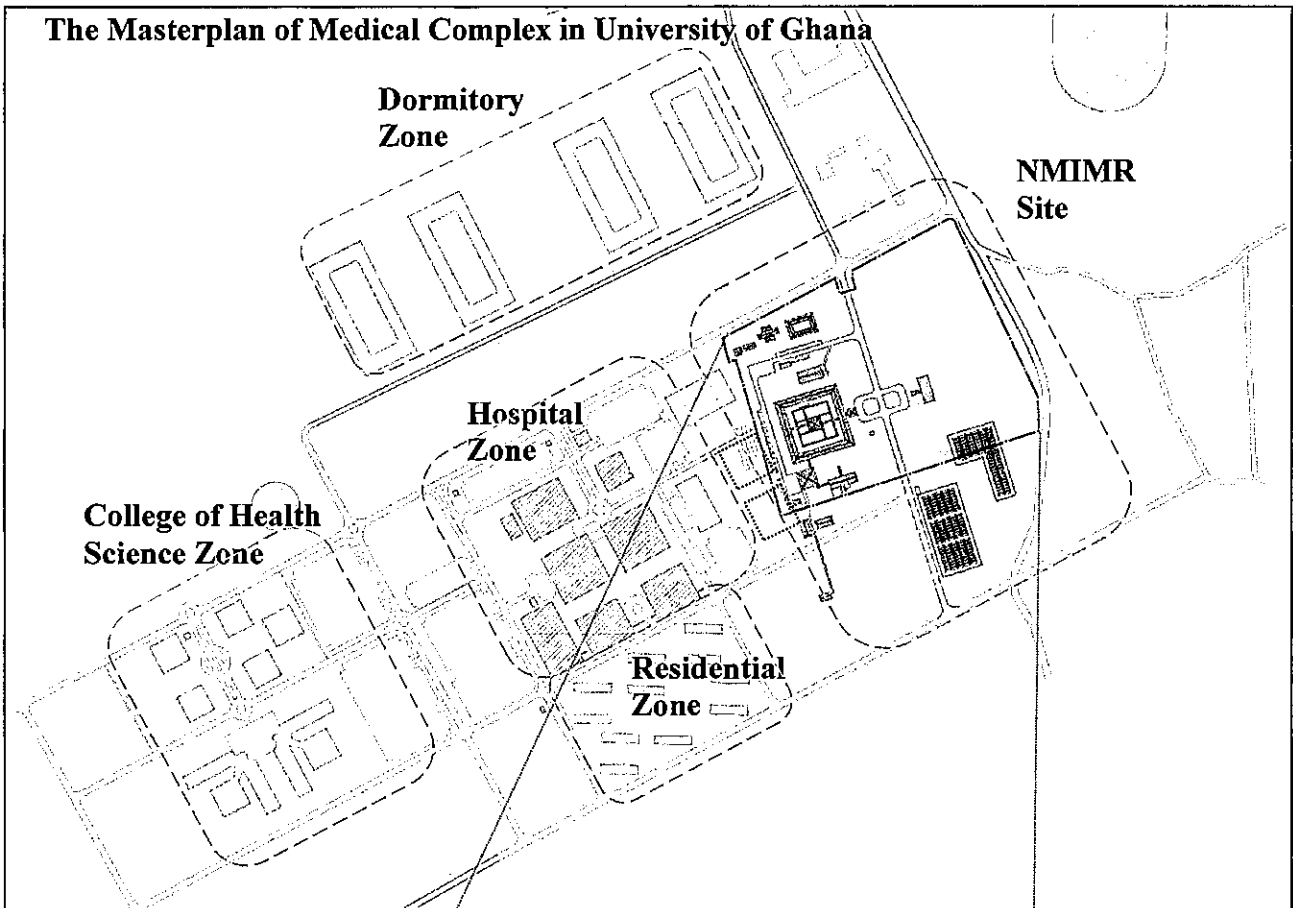 The Masterplan of Medical Complex in University of Ghana
Dormitory
Zone
NMIMR
Site
Hospital
Zone
College of Health
Science Zone
Residential
Zone